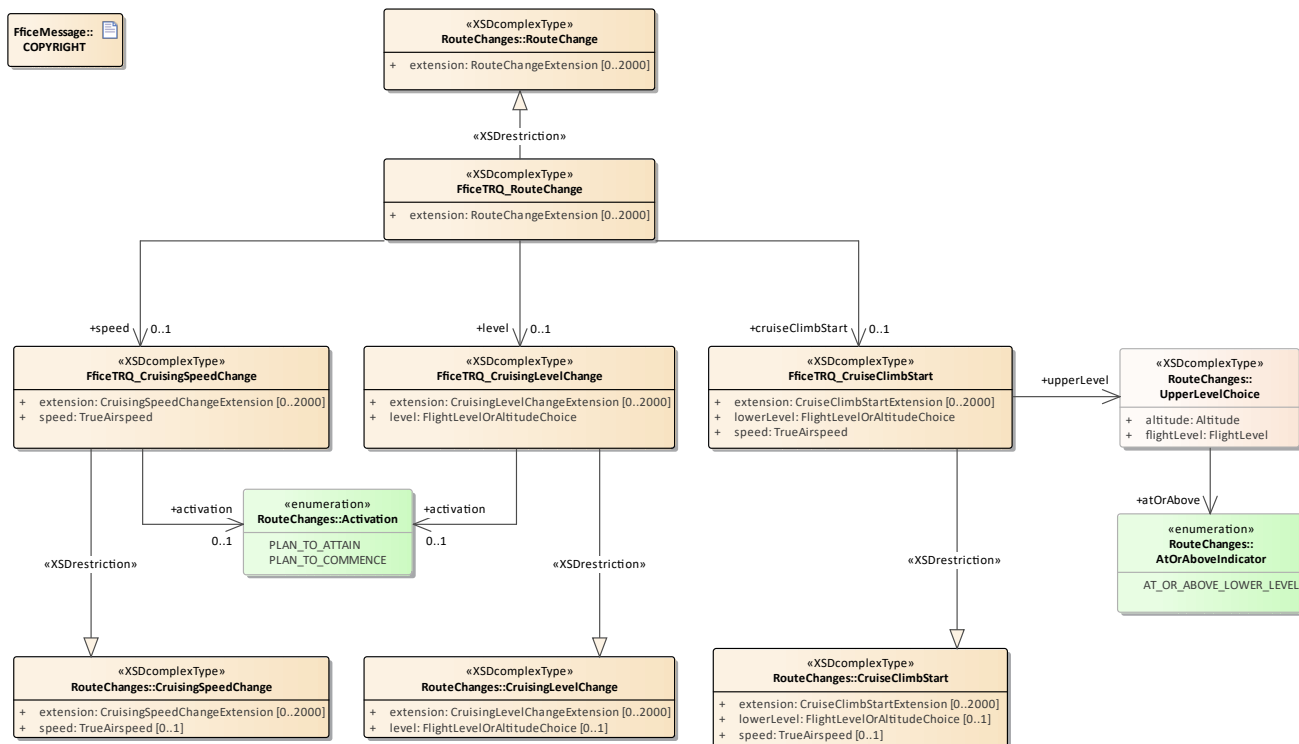 FficeMessage::
COPYRIGHT
«XSDcomplexType»
RouteChanges::RouteChange
+ extension: RouteChangeExtension [0..2000]
«XSDrestriction»
«XSDcomplexType»
FficeTRQ_RouteChange
+ extension: RouteChangeExtension [0..2000]
+speed 0..1
+level 0..1
+cruiseClimbStart 0..1
«XSDcomplexType»
FficeTRQ_CruisingSpeedChange
+ extension: CruisingSpeedChangeExtension [0..2000]
+ speed: TrueAirspeed
«XSDcomplexType»
FficeTRQ_CruisingLevelChange
+ extension: CruisingLevelChangeExtension [0..2000]
+ level: FlightLevelOrAltitudeChoice
«XSDcomplexType»
FficeTRQ_CruiseClimbStart
+ extension: CruiseClimbStartExtension [0..2000]
+ lowerLevel: FlightLevelOrAltitudeChoice
+ speed: TrueAirspeed
+upperLevel
«XSDcomplexType»
RouteChanges::
UpperLevelChoice
+ altitude: Altitude
+ flightLevel: FlightLevel
+activation
0..1
«enumeration»
RouteChanges::Activation
PLAN_TO_ATTAIN
PLAN_TO_COMMENCE
+activation
0..1
+atOrAbove
«enumeration»
RouteChanges::
AtOrAboveIndicator
AT_OR_ABOVE_LOWER_LEVEL
«XSDrestriction»
«XSDrestriction»
«XSDrestriction»
«XSDcomplexType»
RouteChanges::CruisingSpeedChange
+ extension: CruisingSpeedChangeExtension [0..2000]
+ speed: TrueAirspeed [0..1]
«XSDcomplexType»
RouteChanges::CruisingLevelChange
+ extension: CruisingLevelChangeExtension [0..2000]
+ level: FlightLevelOrAltitudeChoice [0..1]
«XSDcomplexType»
RouteChanges::CruiseClimbStart
+ extension: CruiseClimbStartExtension [0..2000]
+ lowerLevel: FlightLevelOrAltitudeChoice [0..1]
+ speed: TrueAirspeed [0..1]